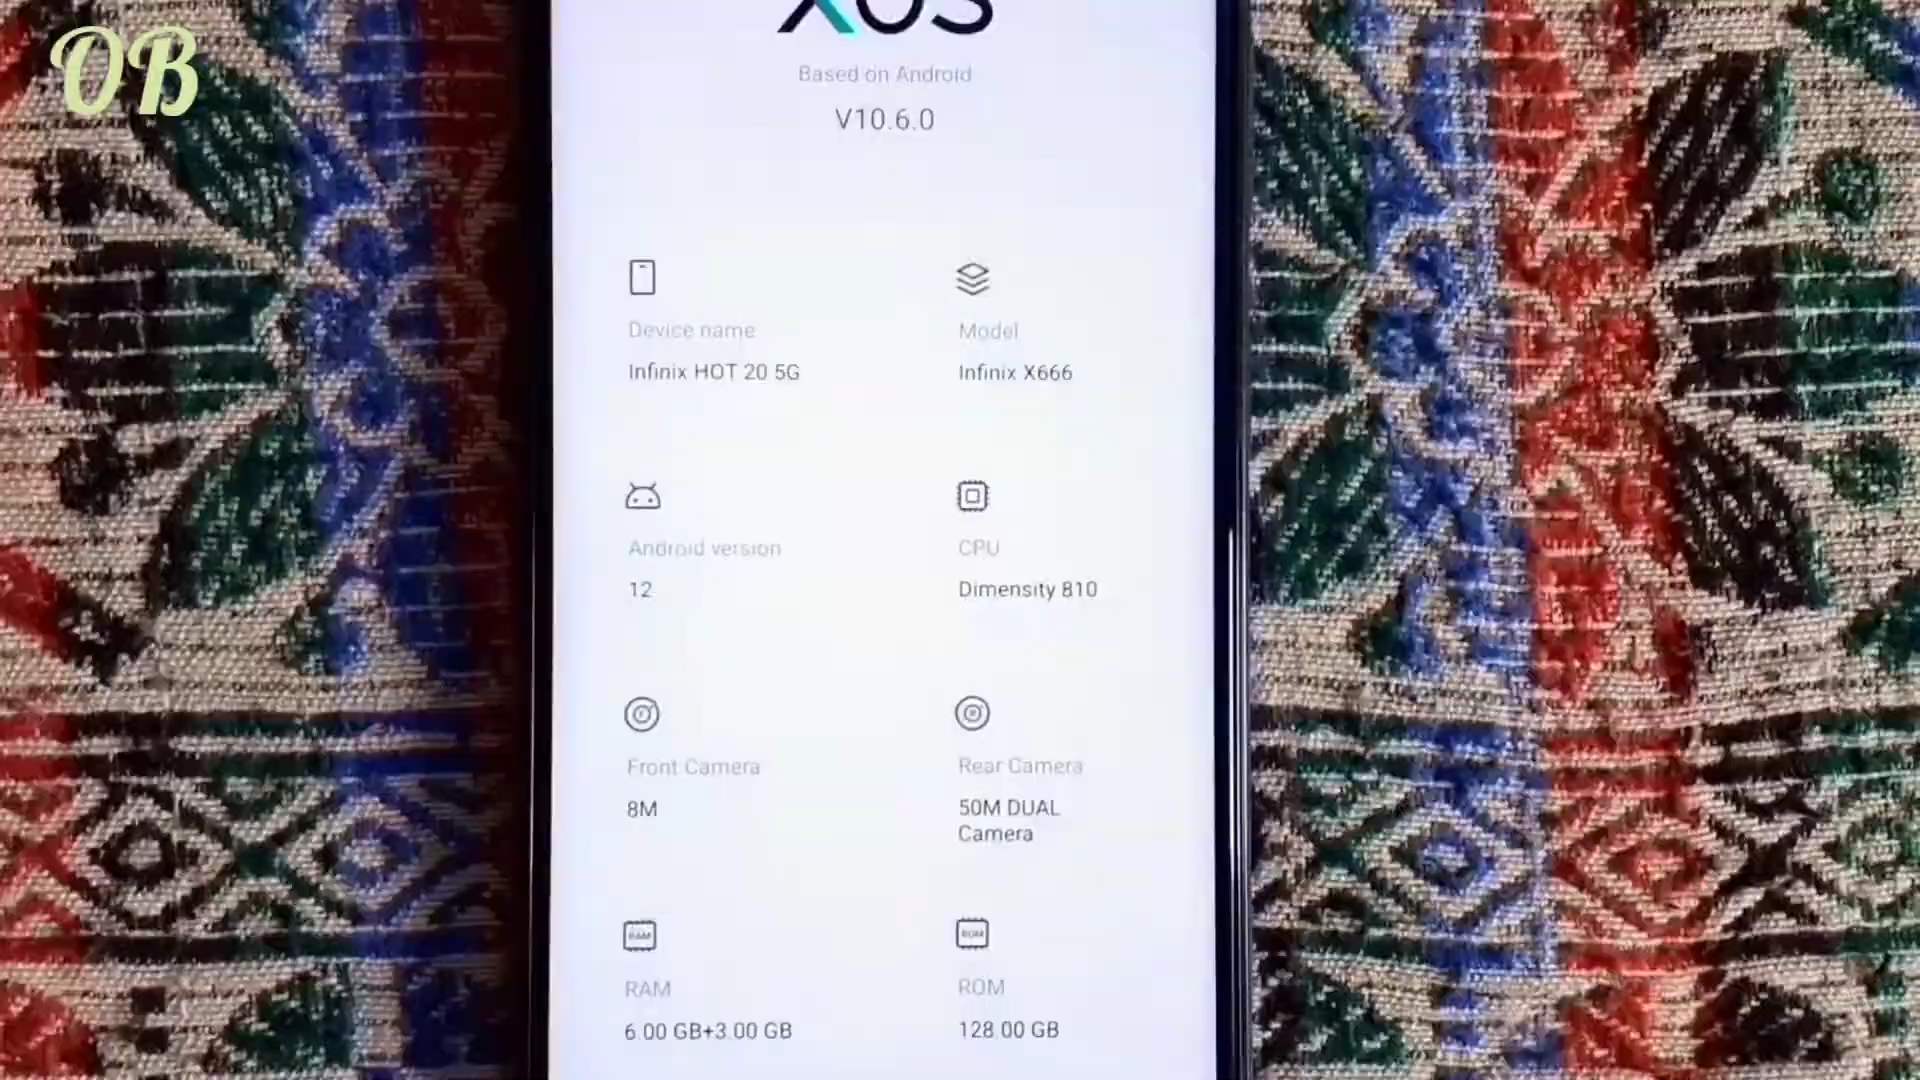 OB
XOS
Based on Android
V10.6.0
Device name
Model
Infinix HOT 20 5G
Infinix X666
Android version
CPU
12
Dimensity 810
Front Camera
Rear Camera
8M
50M DUAL
Camera
RAM
ROM
RAM
ROM
6.00 GB+3.00 GB
128.00 GB